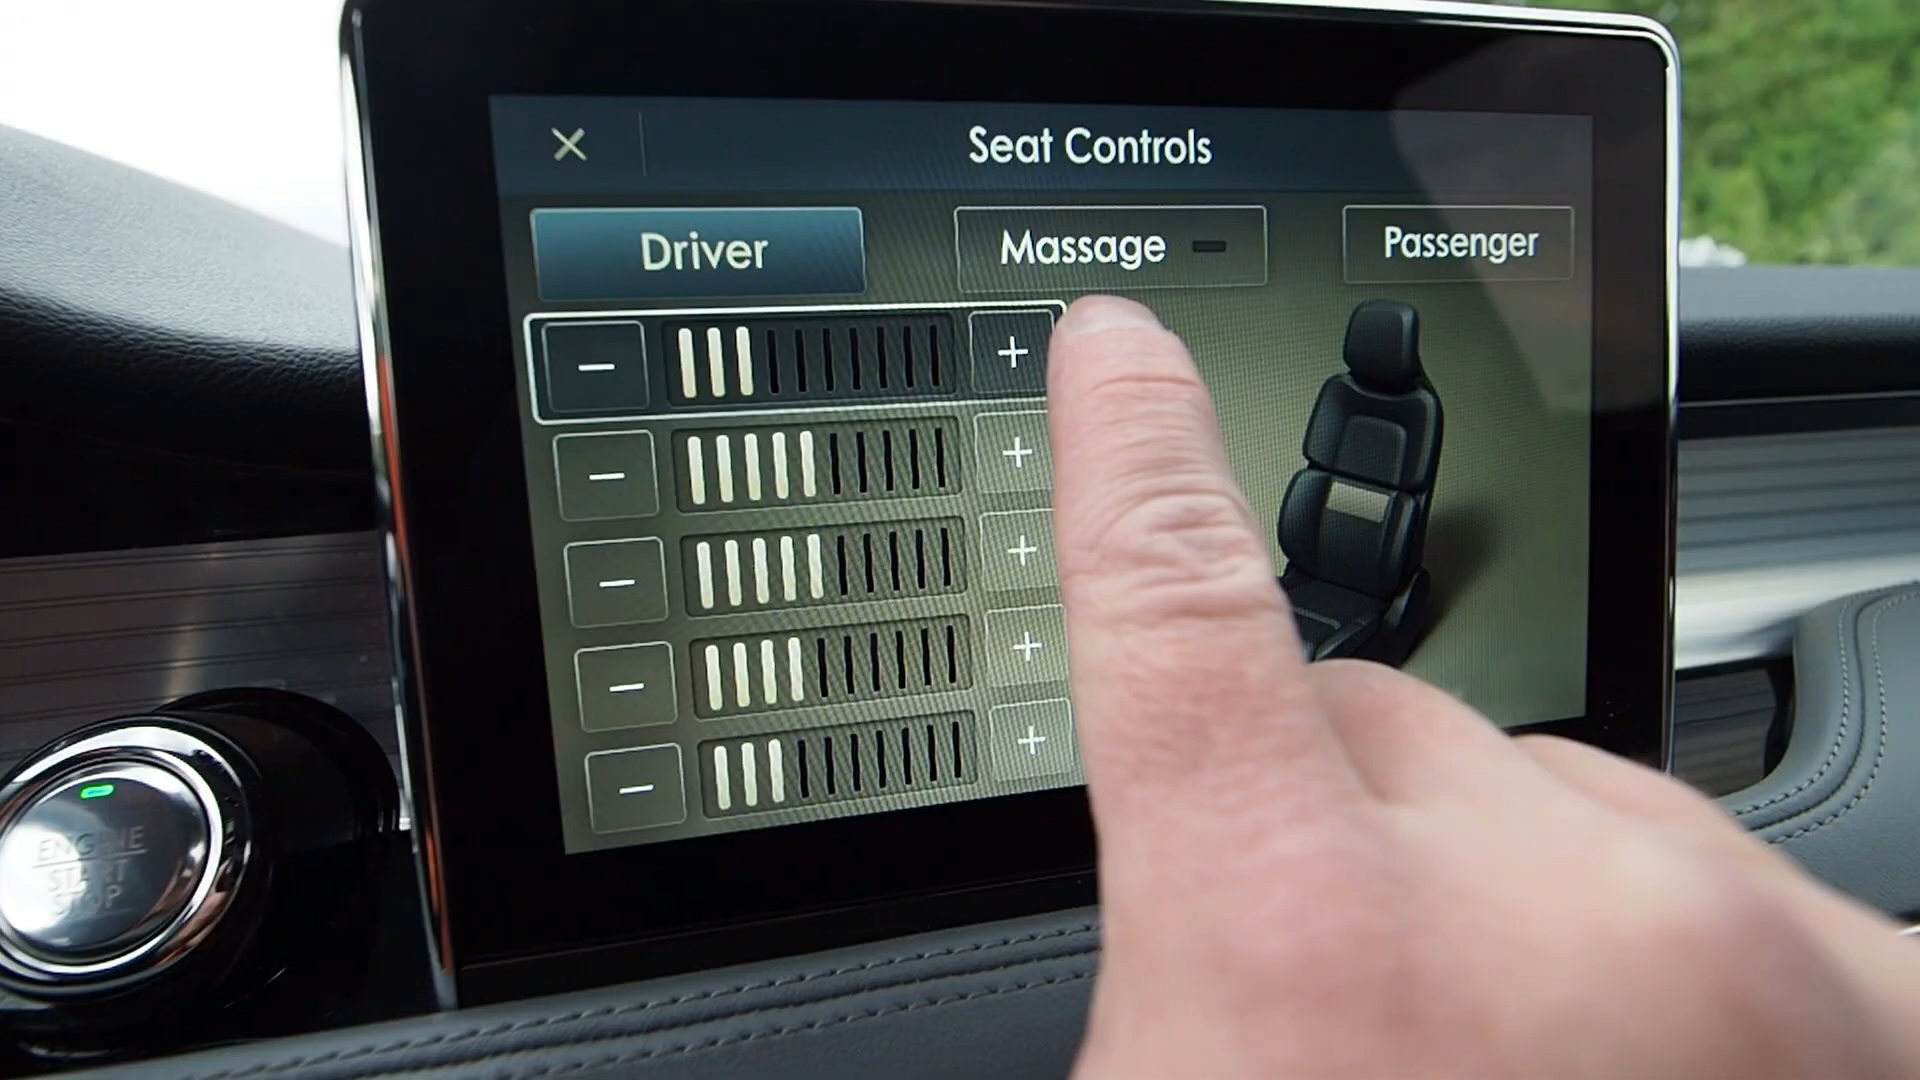 Seat Controls
Driver
Massage
Passenger
ENGINE
START
STOP